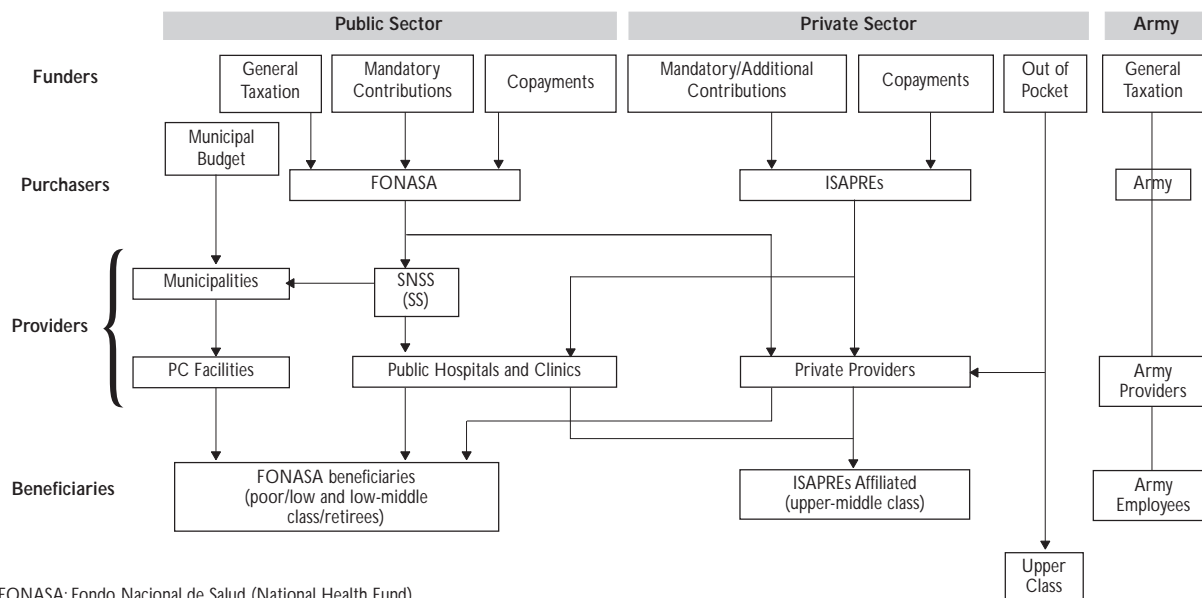 Public Sector
Private Sector
Army
Funders
General
Taxation
Mandatory
Contributions
Copayments
Mandatory/Additional
Contributions
Copayments
Out of
Pocket
General
Taxation
Municipal
Budget
Purchasers
FONASA
ISAPREs
Army
Providers
Municipalities
SNSS
(SS)
PC Facilities
Public Hospitals and Clinics
Private Providers
Army
Providers
Beneficiaries
FONASA beneficiaries
(poor/low and low-middle
class/retirees)
ISAPREs Affiliated
(upper-middle class)
Army
Employees
Upper
Class
FONASA: Fondo Nacional de Salud (National Health Fund)